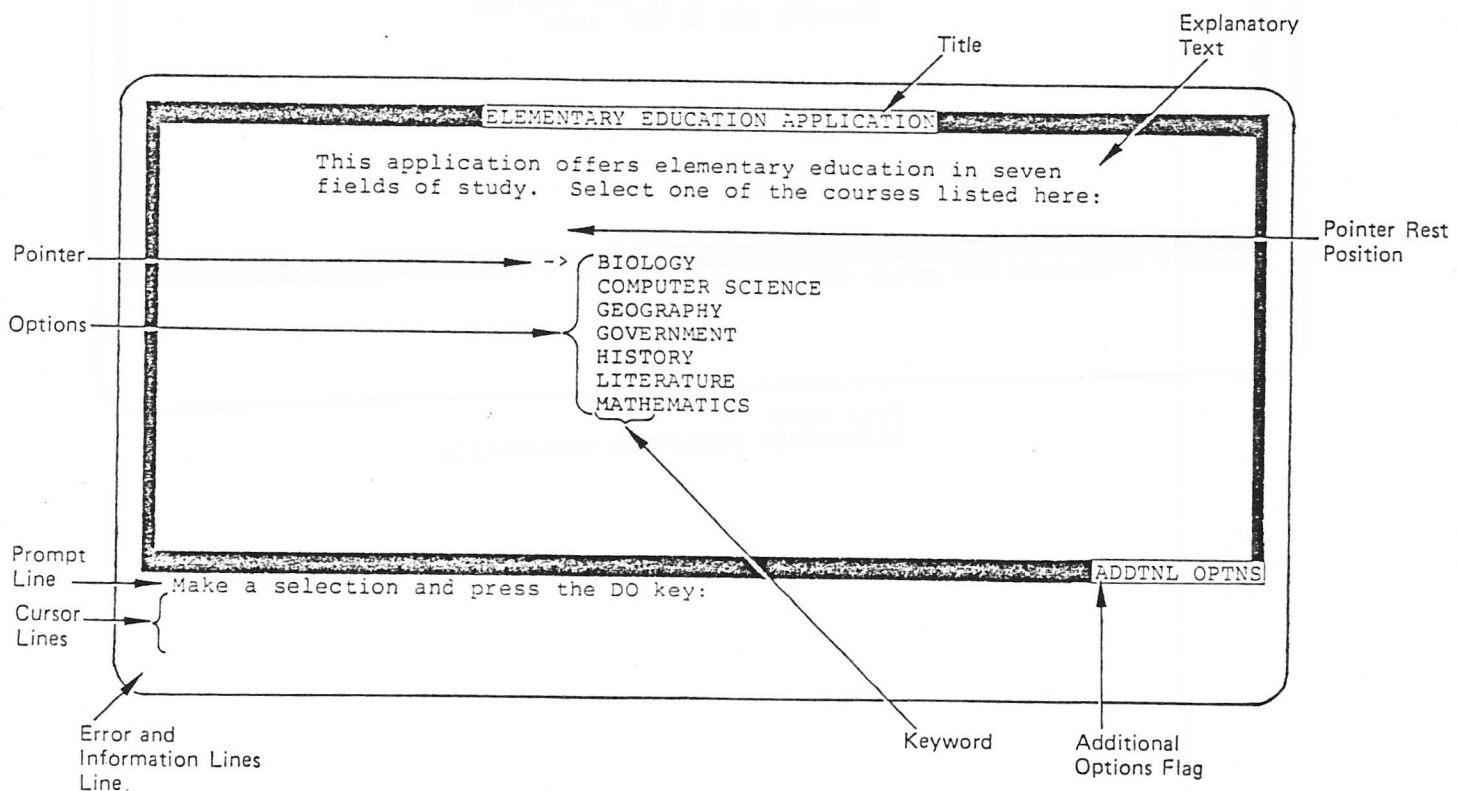 Title
Explanatory
Text
ELEMENTARY EDUCATION APPLICATION
This application offers elementary education in seven
fields of study.  Select one of the courses listed here:
Pointer Rest
Position
Pointer
->
BIOLOGY
COMPUTER SCIENCE
GEOGRAPHY
GOVERNMENT
HISTORY
LITERATURE
MATHEMATICS
Options
Prompt
Line
Make a selection and press the DO key:
ADDTNL OPTNS
Cursor
Lines
Error and
Information Lines
Line.
Keyword
Additional
Options Flag